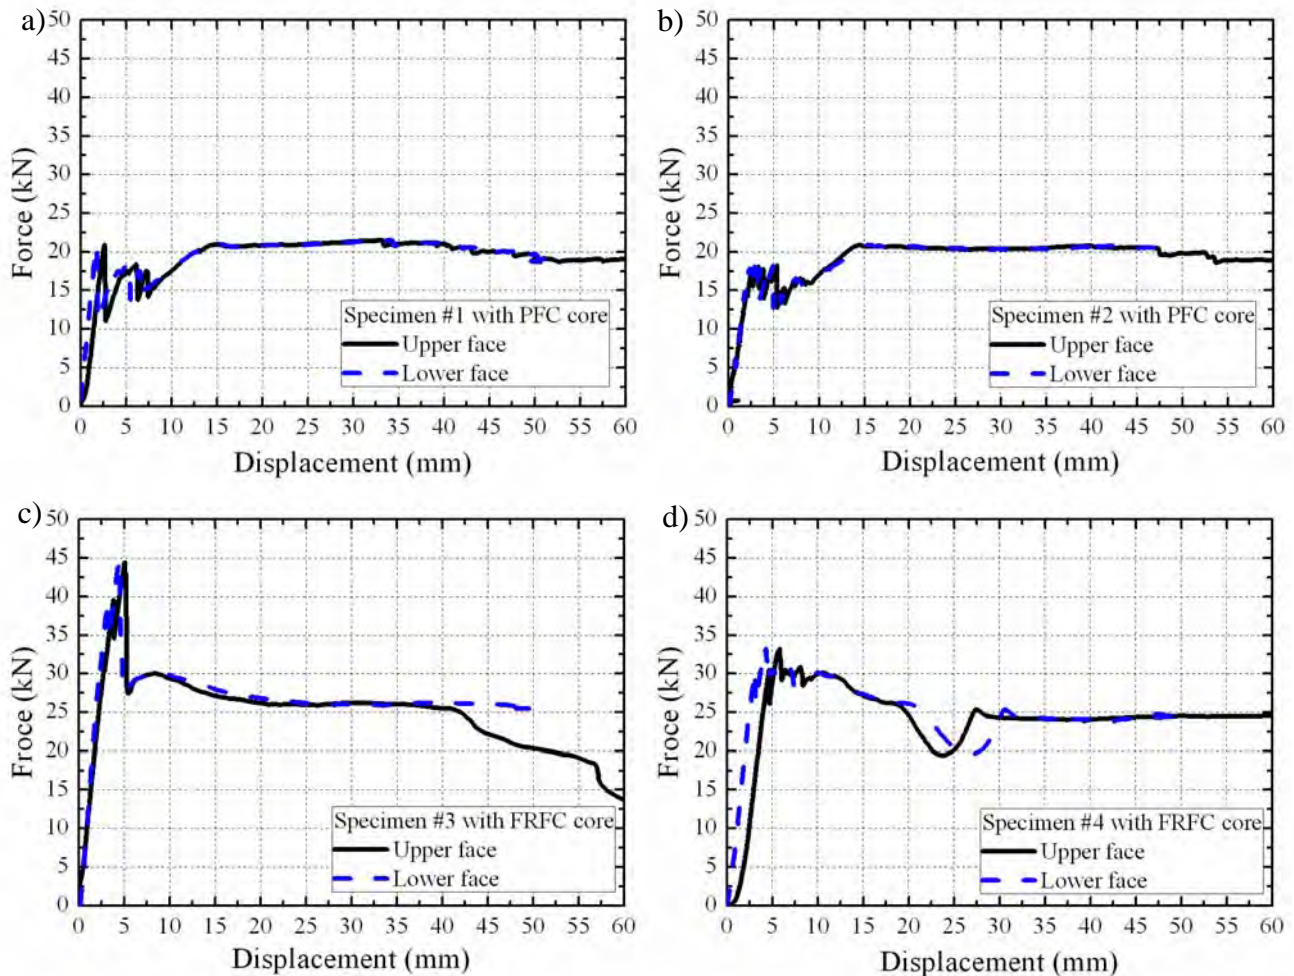 a)
50
45
40
35
30
25
20
15
10
5
0
Force (kN)
Specimen #1 with PFC core
Upper face
Lower face
0 5 10 15 20 25 30 35 40 45 50 55 60
Displacement (mm)
b)
50
45
40
35
30
25
20
15
10
5
0
Force (kN)
Specimen #2 with PFC core
Upper face
Lower face
0 5 10 15 20 25 30 35 40 45 50 55 60
Displacement (mm)
c)
50
45
40
35
30
25
20
15
10
5
0
Froce (kN)
Specimen #3 with FRFC core
Upper face
Lower face
0 5 10 15 20 25 30 35 40 45 50 55 60
Displacement (mm)
d)
50
45
40
35
30
25
20
15
10
5
0
Froce (kN)
Specimen #4 with FRFC core
Upper face
Lower face
0 5 10 15 20 25 30 35 40 45 50 55 60
Displacement (mm)